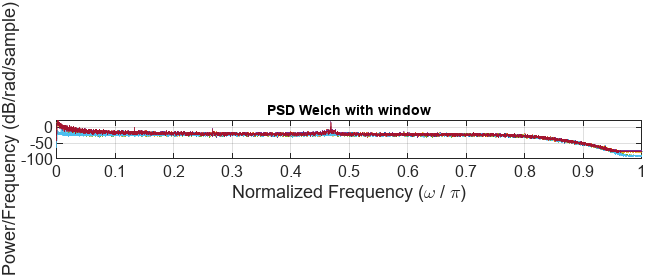 PSD Welch with window
Power/Frequency (dB/rad/sample)
0
-50
-100
0 0.1 0.2 0.3 0.4 0.5 0.6 0.7 0.8 0.9 1
Normalized Frequency (ω / π)